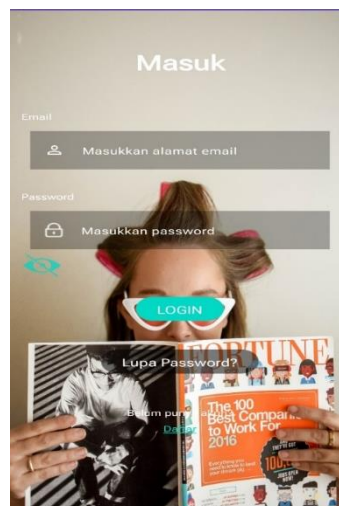 Masuk
Email
Masukkan alamat email
Password
Masukkan password
LOGIN
FORTUNE
Lupa Password?
The 100
Best Compan
to Work For
2016